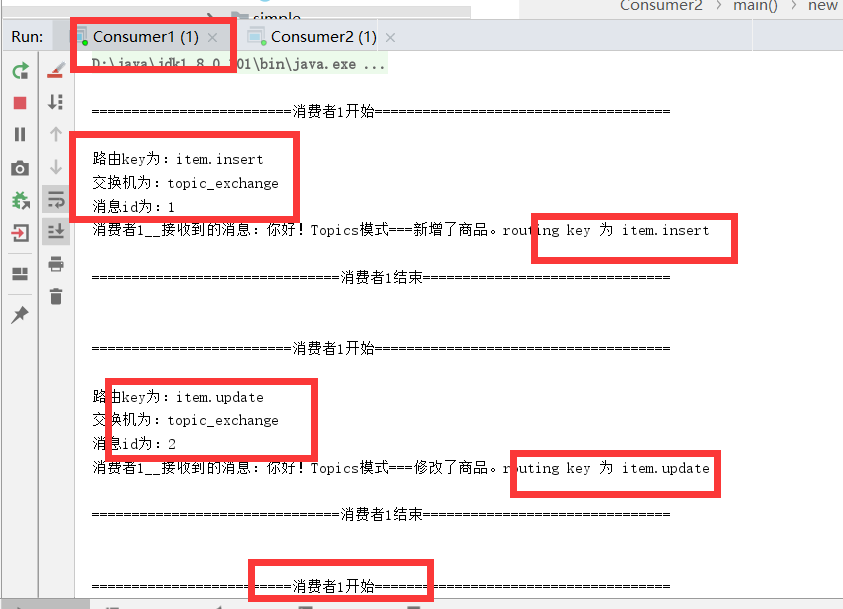 Consumer2 > main() > new
simple
Run: Consumer1 (1) × Consumer2 (1) ×
D:\java\jdk1.8.0_201\bin\java.exe ...
=========================消费者1开始=====================================
路由key为：item.insert
交换机为：topic_exchange
消息id为：1
消费者1__接收到的消息：你好！Topics模式===新增了商品。routing key 为 item.insert
===============================消费者1结束===============================
=========================消费者1开始=====================================
路由key为：item.update
交换机为：topic_exchange
消息id为：2
消费者1__接收到的消息：你好！Topics模式===修改了商品。routing key 为 item.update
===============================消费者1结束===============================
=========================消费者1开始=====================================